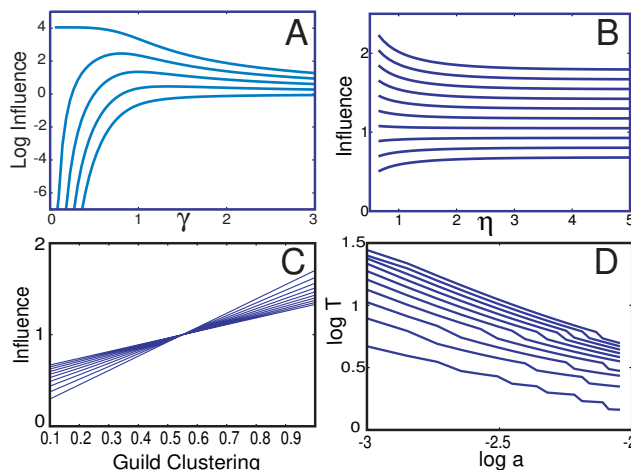 A
4
2
0
-2
-4
-6
Log Influence
0 1 2 3
γ
B
2
1
0
Influence
1 2 3 4 5
η
C
2
1
0
Influence
0.1 0.2 0.3 0.4 0.5 0.6 0.7 0.8 0.9
Guild Clustering
D
1.5
1.0
0.5
0
log T
-3 -2.5 -2
log a